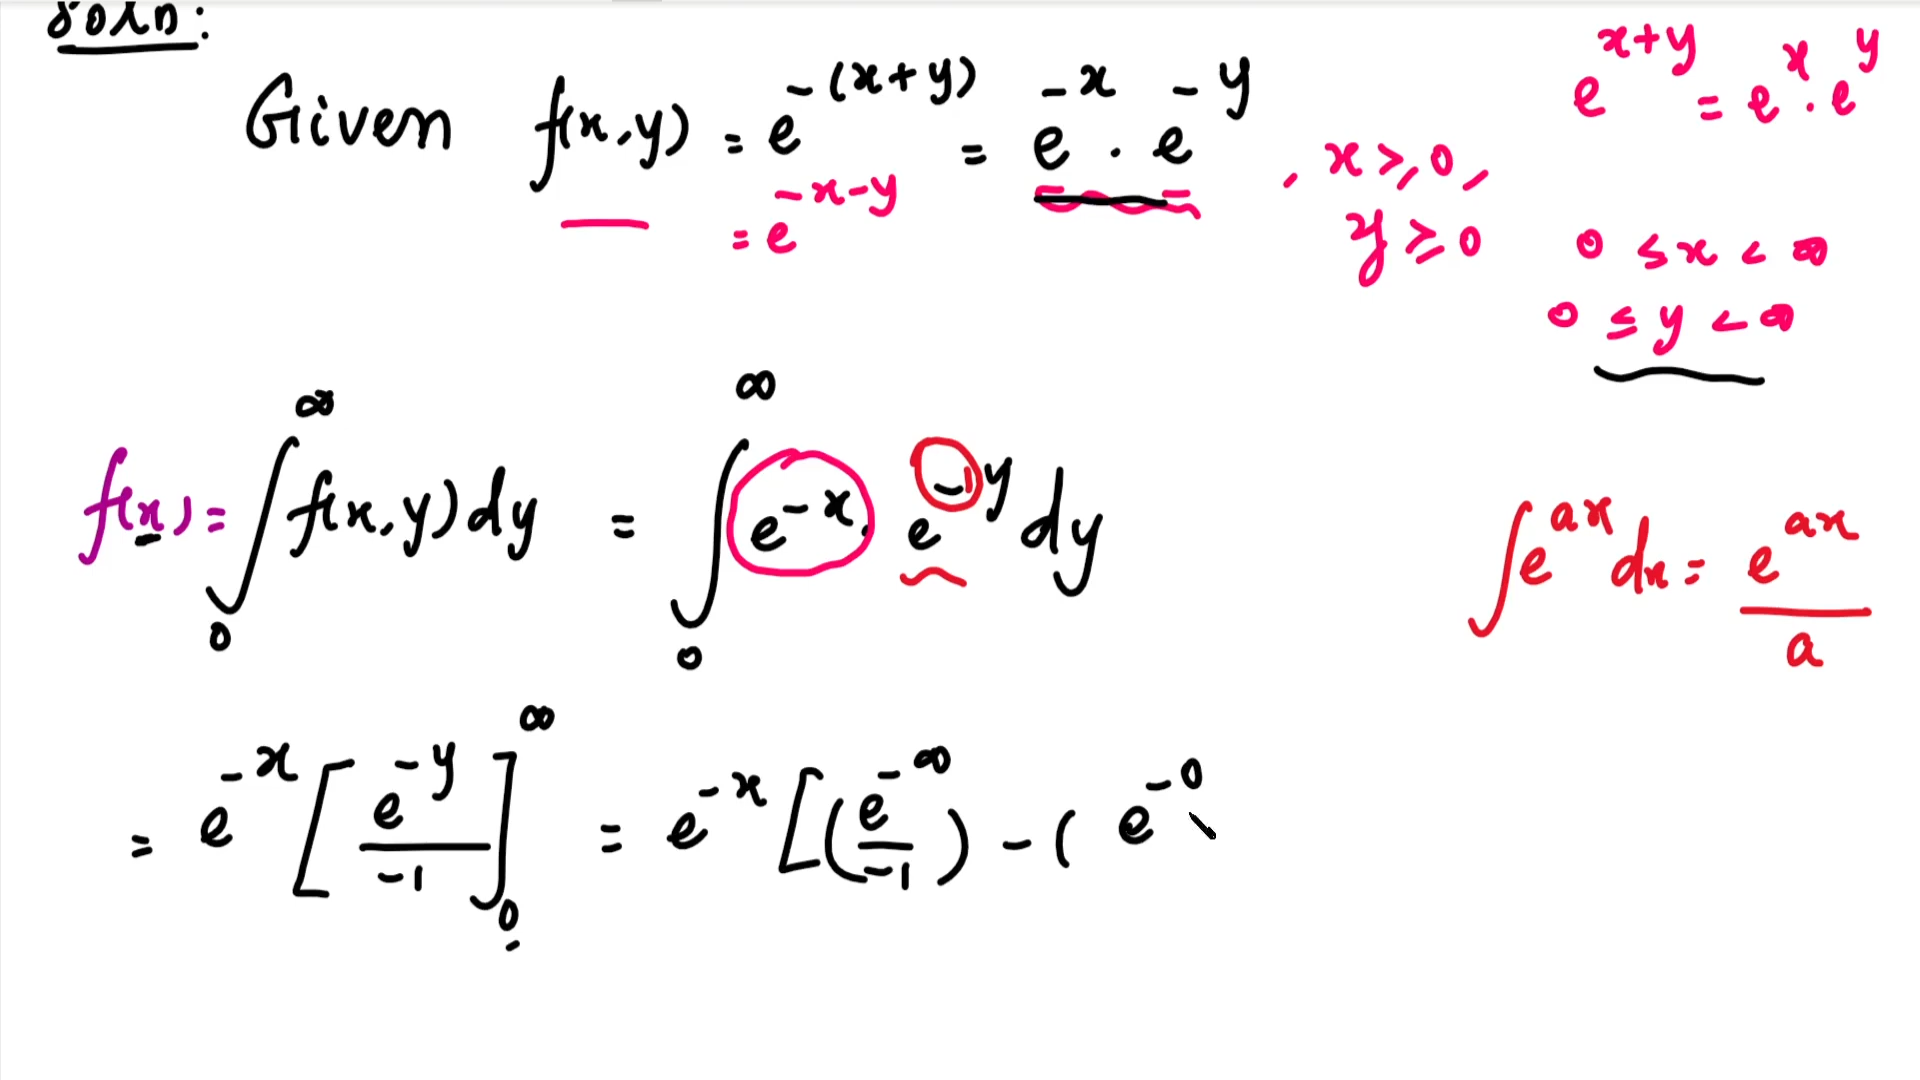 Soln:
Given f(x,y) = e^{-(x+y)} = e^{-x} · e^{-y} , x ≥ 0, y ≥ 0
= e^{-x-y}
e^{x+y} = e^x · e^y
0 ≤ x < ∞
0 ≤ y < ∞
f(x) = ∫_0^∞ f(x,y) dy = ∫_0^∞ e^{-x} · e^{-1y} dy
∫ e^{ax} dx = e^{ax}/a
= e^{-x} [ e^{-y}/-1 ]_0^∞ = e^{-x} [ ( e^{-∞}/-1 ) - ( e^{-0}